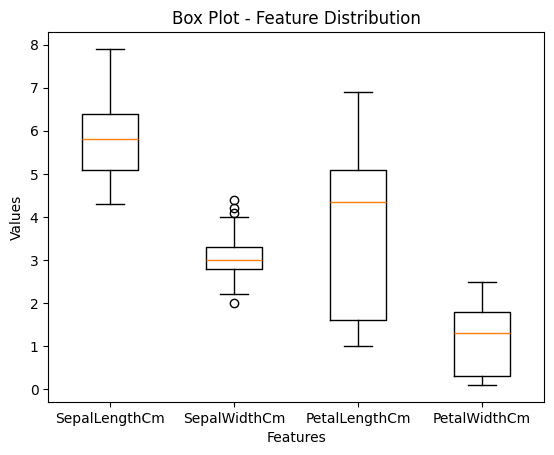 Box Plot - Feature Distribution
8
7
6
5
4
3
2
1
0
Values
SepalLengthCm SepalWidthCm PetalLengthCm PetalWidthCm
Features